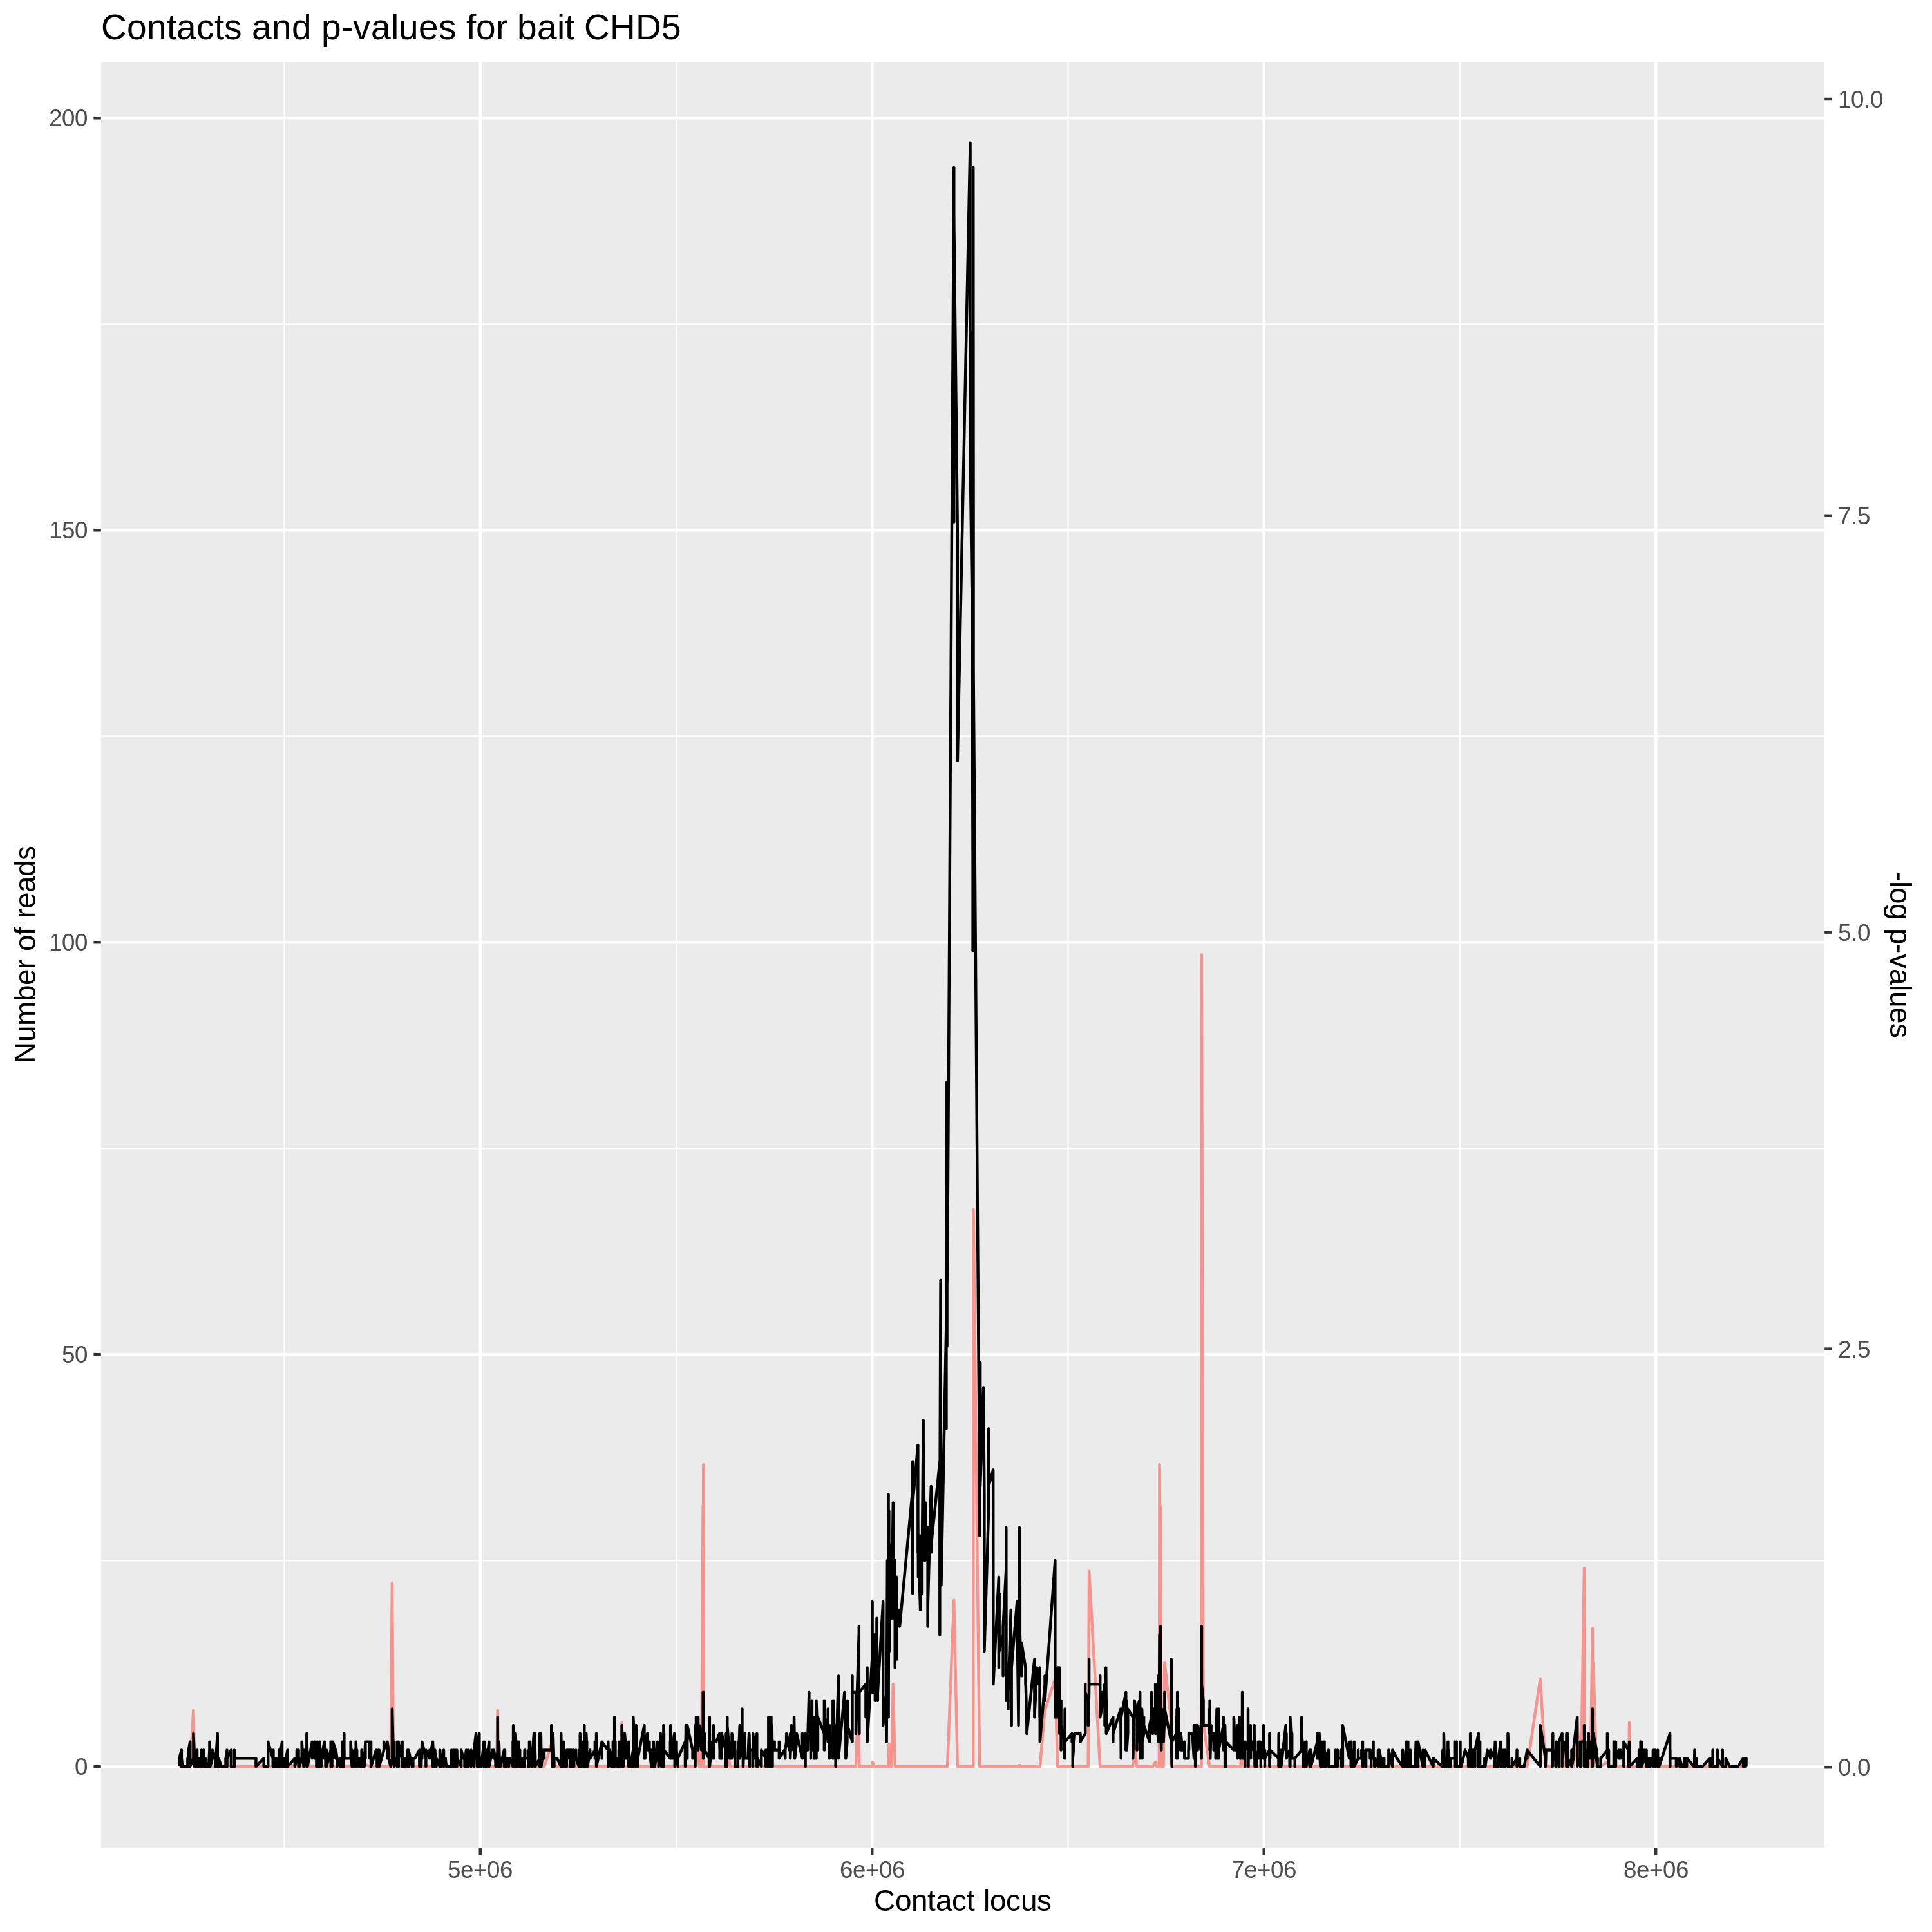 Contacts and p-values for bait CHD5
200
150
100
50
0
Number of reads
10.0
7.5
5.0
2.5
0.0
-log p-values
5e+06
6e+06
7e+06
8e+06
Contact locus